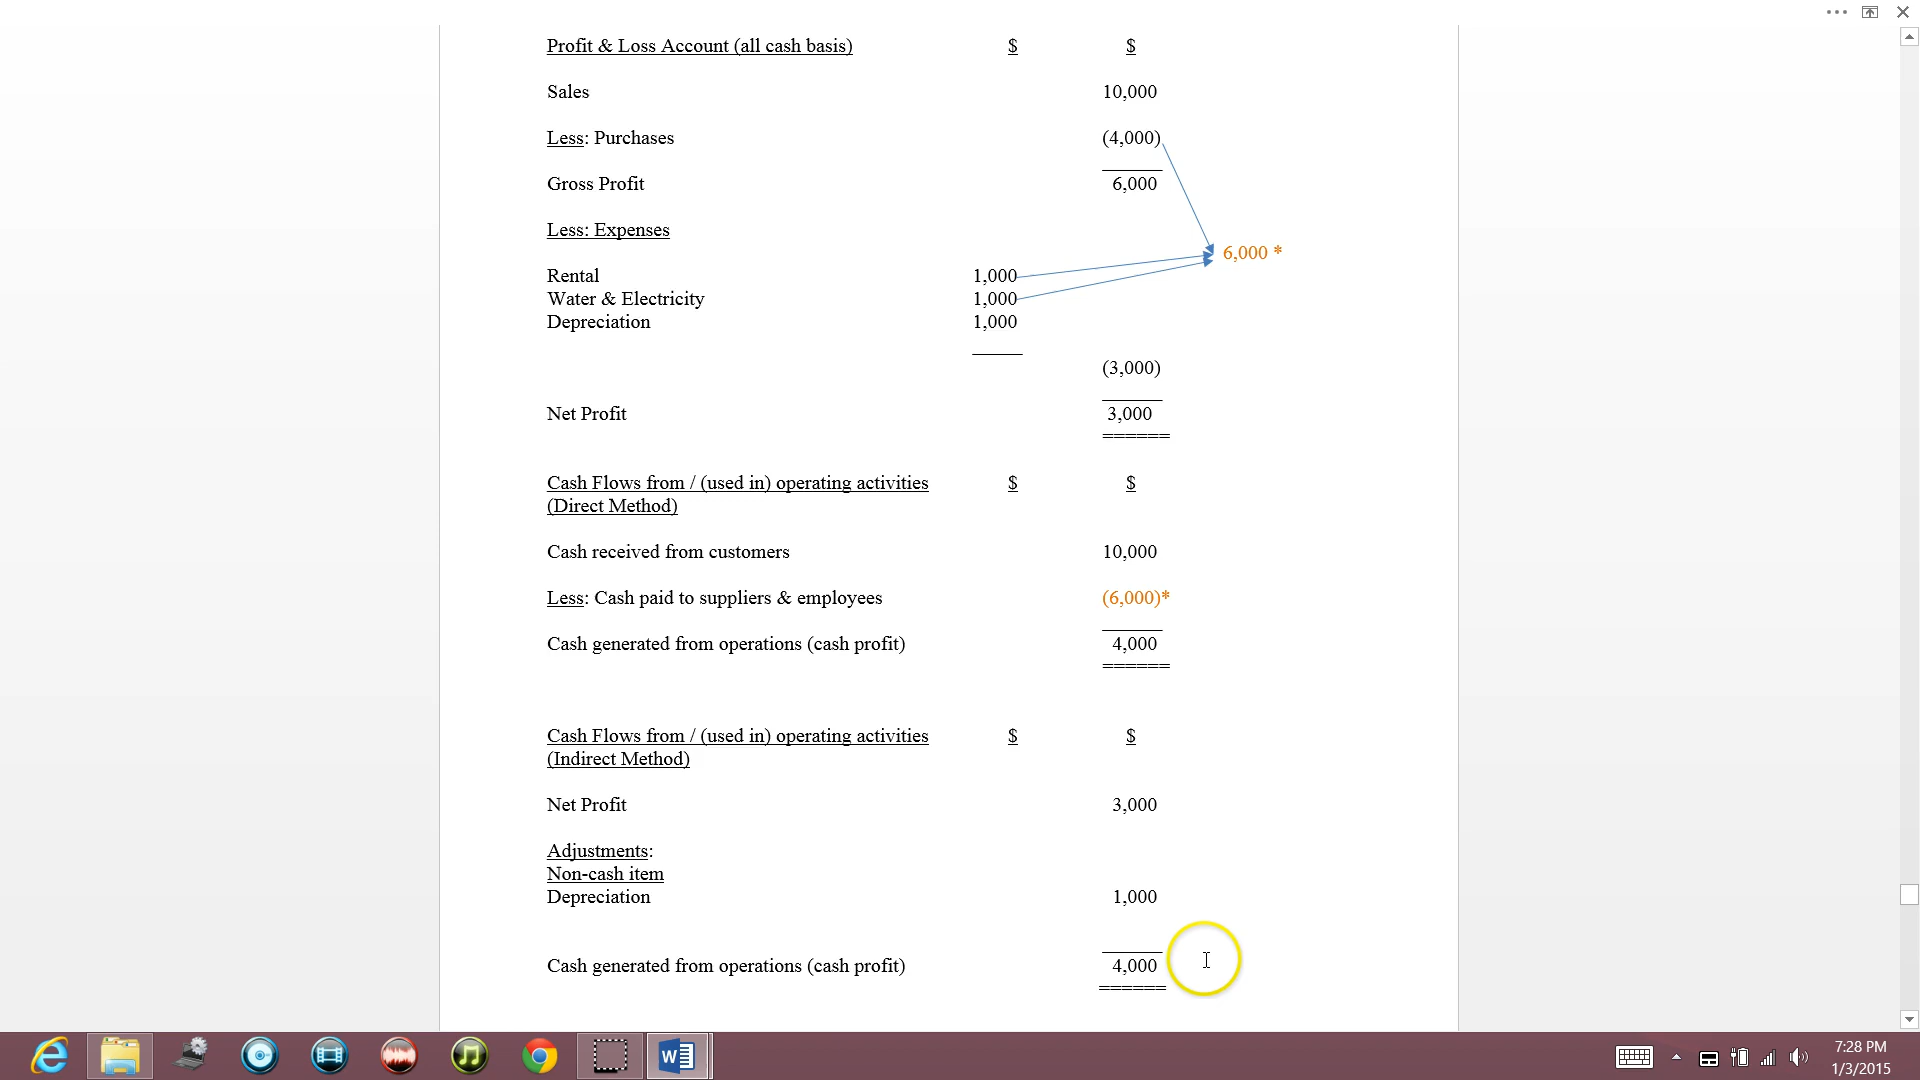 Profit & Loss Account (all cash basis) $ $
Sales 10,000
Less: Purchases (4,000)
Gross Profit 6,000
Less: Expenses
6,000 *
Rental 1,000
Water & Electricity 1,000
Depreciation 1,000
(3,000)
Net Profit 3,000
======
Cash Flows from / (used in) operating activities $ $
(Direct Method)
Cash received from customers 10,000
Less: Cash paid to suppliers & employees (6,000)*
Cash generated from operations (cash profit) 4,000
======
Cash Flows from / (used in) operating activities $ $
(Indirect Method)
Net Profit 3,000
Adjustments:
Non-cash item
Depreciation 1,000
Cash generated from operations (cash profit) 4,000
======
7:28 PM
1/3/2015